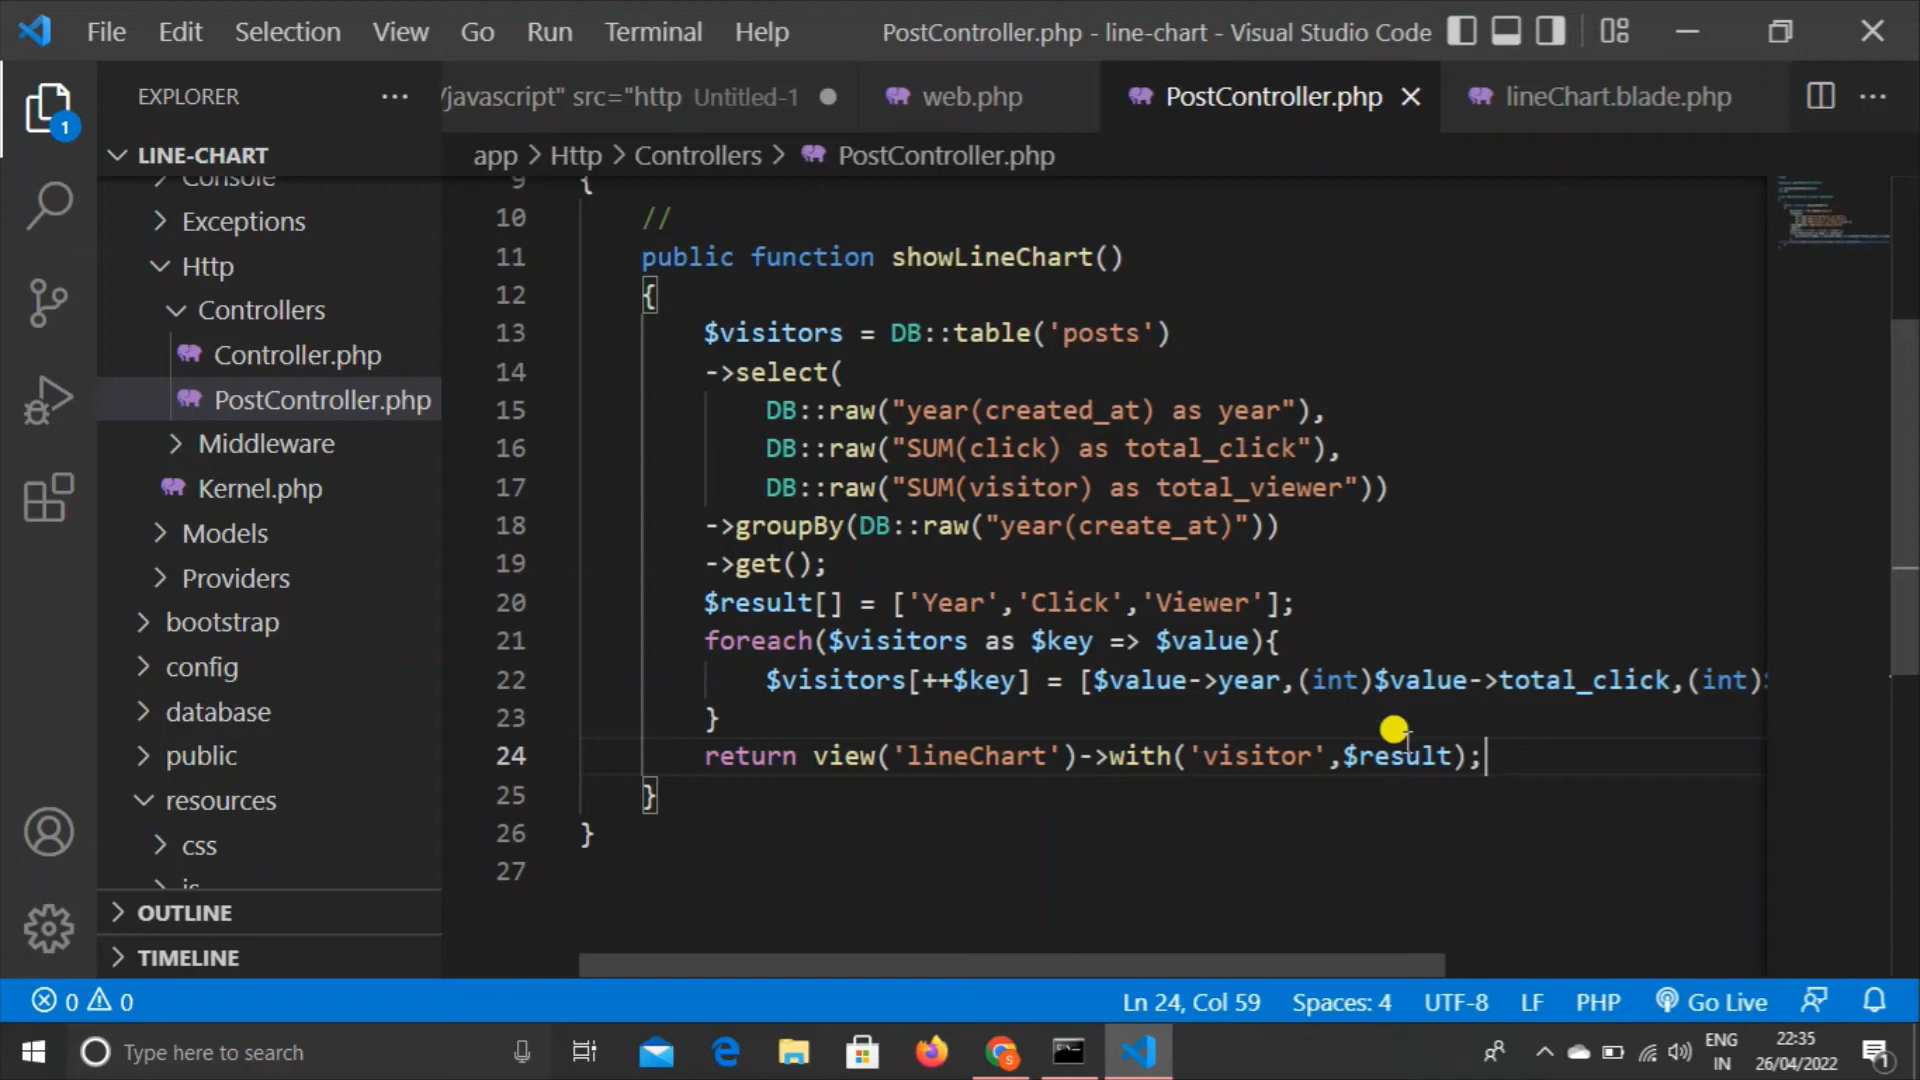 File Edit Selection View Go Run Terminal Help PostController.php - line-chart - Visual Studio Code
EXPLORER
/javascript" src="http Untitled-1
web.php
PostController.php
lineChart.blade.php
1
LINE-CHART
app > Http > Controllers > PostController.php
Console
Exceptions
Http
Controllers
Controller.php
PostController.php
Middleware
Kernel.php
Models
Providers
bootstrap
config
database
public
resources
css
js
OUTLINE
TIMELINE
9 {
10 //
11 public function showLineChart()
12 {
13 $visitors = DB::table('posts')
14 ->select(
15 DB::raw("year(created_at) as year"),
16 DB::raw("SUM(click) as total_click"),
17 DB::raw("SUM(visitor) as total_viewer"))
18 ->groupBy(DB::raw("year(create_at)"))
19 ->get();
20 $result[] = ['Year','Click','Viewer'];
21 foreach($visitors as $key => $value){
22 $visitors[++$key] = [$value->year,(int)$value->total_click,(int)$
23 }
24 return view('lineChart')->with('visitor',$result);
25 }
26 }
27
0 0 Ln 24, Col 59 Spaces: 4 UTF-8 LF PHP Go Live
Type here to search
ENG
IN
22:35
26/04/2022
1